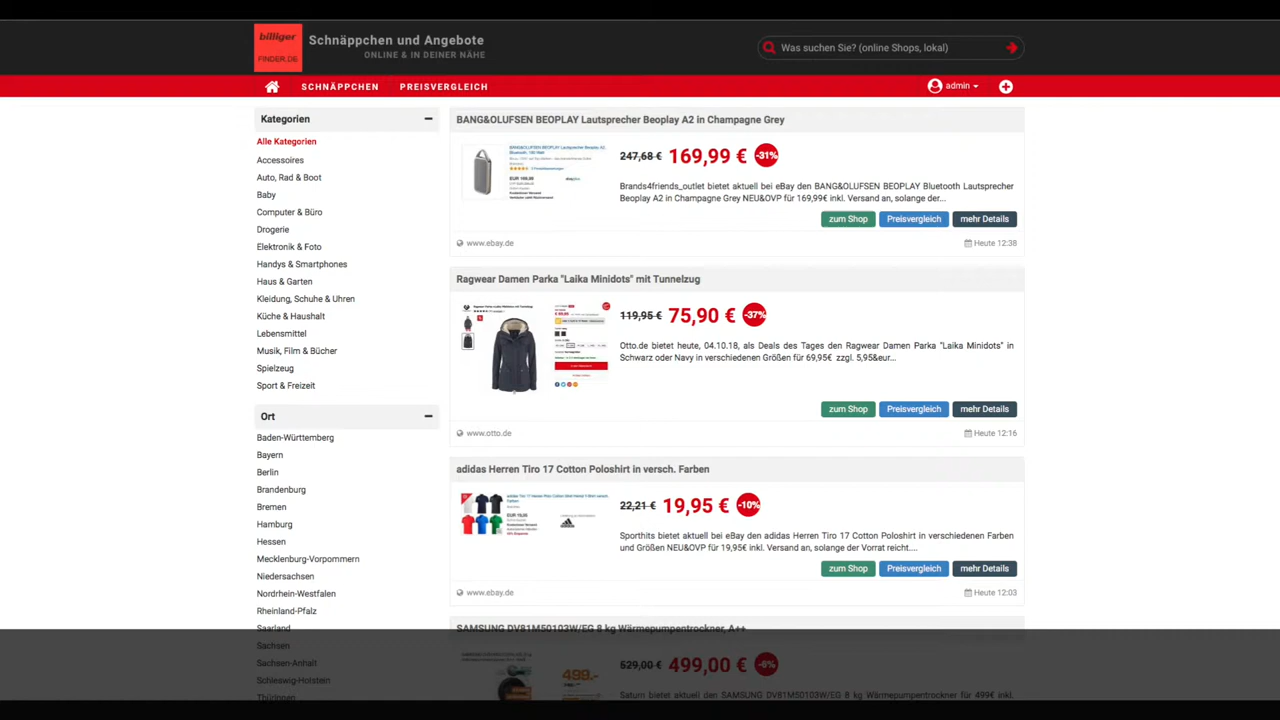 billiger
FINDER.DE
Schnäppchen und Angebote
ONLINE & IN DEINER NÄHE
Was suchen Sie? (online Shops, lokal)
SCHNÄPPCHEN
PREISVERGLEICH
admin
Kategorien
Alle Kategorien
Accessoires
Auto, Rad & Boot
Baby
Computer & Büro
Drogerie
Elektronik & Foto
Handys & Smartphones
Haus & Garten
Kleidung, Schuhe & Uhren
Küche & Haushalt
Lebensmittel
Musik, Film & Bücher
Spielzeug
Sport & Freizeit
Ort
Baden-Württemberg
Bayern
Berlin
Brandenburg
Bremen
Hamburg
Hessen
Mecklenburg-Vorpommern
Niedersachsen
Nordrhein-Westfalen
Rheinland-Pfalz
Saarland
Sachsen
Sachsen-Anhalt
Schleswig-Holstein
Thüringen
BANG&OLUFSEN BEOPLAY Lautsprecher Beoplay A2 in Champagne Grey
247,68 € 169,99 € -31%
Brands4friends_outlet bietet aktuell bei eBay den BANG&OLUFSEN BEOPLAY Bluetooth Lautsprecher
Beoplay A2 in Champagne Grey NEU&OVP für 169,99€ inkl. Versand an, solange der...
zum Shop
Preisvergleich
mehr Details
www.ebay.de
Heute 12:38
Ragwear Damen Parka "Laika Minidots" mit Tunnelzug
119,95 € 75,90 € -37%
Otto.de bietet heute, 04.10.18, als Deals des Tages den Ragwear Damen Parka "Laika Minidots" in
Schwarz oder Navy in verschiedenen Größen für 69,95€ zzgl. 5,95&eur...
zum Shop
Preisvergleich
mehr Details
www.otto.de
Heute 12:16
adidas Herren Tiro 17 Cotton Poloshirt in versch. Farben
22,21 € 19,95 € -10%
Sporthits bietet aktuell bei eBay den adidas Herren Tiro 17 Cotton Poloshirt in verschiedenen Farben
und Größen NEU&OVP für 19,95€ inkl. Versand an, solange der Vorrat reicht....
zum Shop
Preisvergleich
mehr Details
www.ebay.de
Heute 12:03
SAMSUNG DV81M50103W/EG 8 kg Wärmepumpentrockner, A++
529,00 € 499,00 € -6%
499.-
Saturn bietet aktuell den SAMSUNG DV81M50103W/EG 8 kg Wärmepumpentrockner für 499€ inkl.